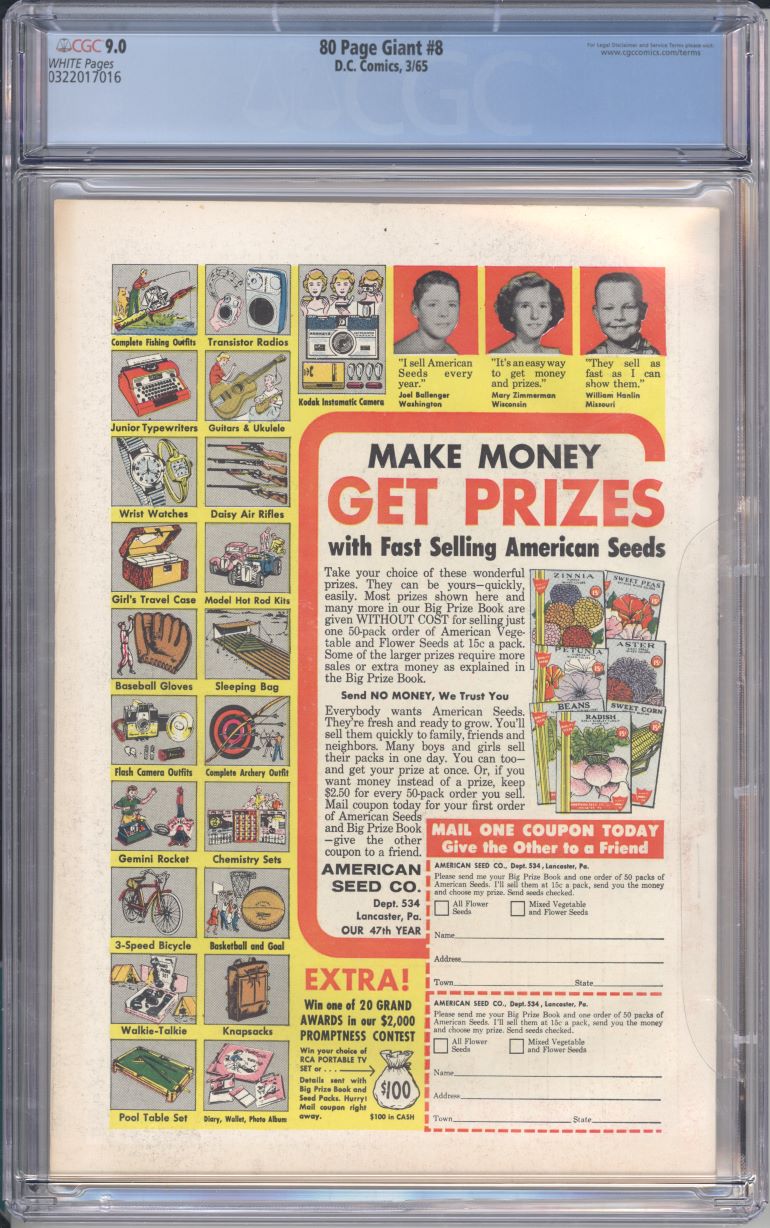 CGC 9.0
WHITE Pages
0322017016
80 Page Giant #8
D.C. Comics, 3/65
For Legal Disclaimer and Service Terms please visit:
www.cgccomics.com/terms
CGC
Complete Fishing Outfits
Transistor Radios
Kodak Instamatic Camera
Junior Typewriters
Guitars & Ukulele
Wrist Watches
Daisy Air Rifles
Girl's Travel Case
Model Hot Rod Kits
Baseball Gloves
Sleeping Bag
Flash Camera Outfits
Complete Archery Outfit
Gemini Rocket
Chemistry Sets
3-Speed Bicycle
Basketball and Goal
Walkie-Talkie
Knapsacks
Pool Table Set
Diary, Wallet, Photo Album
"I sell American
Seeds every
year."
Joel Ballenger
Washington
"It's an easy way
to get money
and prizes."
Mary Zimmerman
Wisconsin
"They sell as
fast as I can
show them."
William Hanlin
Missouri
MAKE MONEY
GET PRIZES
with Fast Selling American Seeds
Take your choice of these wonderful
prizes. They can be yours—quickly,
easily. Most prizes shown here and
many more in our Big Prize Book are
given WITHOUT COST for selling just
one 50-pack order of American Vege-
table and Flower Seeds at 15c a pack.
Some of the larger prizes require more
sales or extra money as explained in
the Big Prize Book.
Send NO MONEY, We Trust You
Everybody wants American Seeds.
They're fresh and ready to grow. You'll
sell them quickly to family, friends and
neighbors. Many boys and girls sell
their packs in one day. You can too—
and get your prize at once. Or, if you
want money instead of a prize, keep
$2.50 for every 50-pack order you sell.
Mail coupon today for your first order
of American Seeds
and Big Prize Book
—give the other
coupon to a friend.
AMERICAN
SEED CO.
Dept. 534
Lancaster, Pa.
OUR 47th YEAR
ZINNIA
SWEET PEAS
PETUNIA
ASTER
BEANS
SWEET CORN
RADISH
MAIL ONE COUPON TODAY
Give the Other to a Friend
AMERICAN SEED CO., Dept. 534, Lancaster, Pa.
Please send me your Big Prize Book and one order of 50 packs of
American Seeds. I'll sell them at 15c a pack, send you the money
and choose my prize. Send seeds checked.
All Flower
Seeds
Mixed Vegetable
and Flower Seeds
Name
Address
Town State
AMERICAN SEED CO., Dept. 534, Lancaster, Pa.
Please send me your Big Prize Book and one order of 50 packs of
American Seeds. I'll sell them at 15c a pack, send you the money
and choose my prize. Send seeds checked.
All Flower
Seeds
Mixed Vegetable
and Flower Seeds
Name
Address
Town State
EXTRA!
Win one of 20 GRAND
AWARDS in our $2,000
PROMPTNESS CONTEST
Win your choice of
RCA PORTABLE TV
SET or . . . .
Details sent with
Big Prize Book and
Seed Packs. Hurry!
Mail coupon right
away.
$100
$100 in CASH